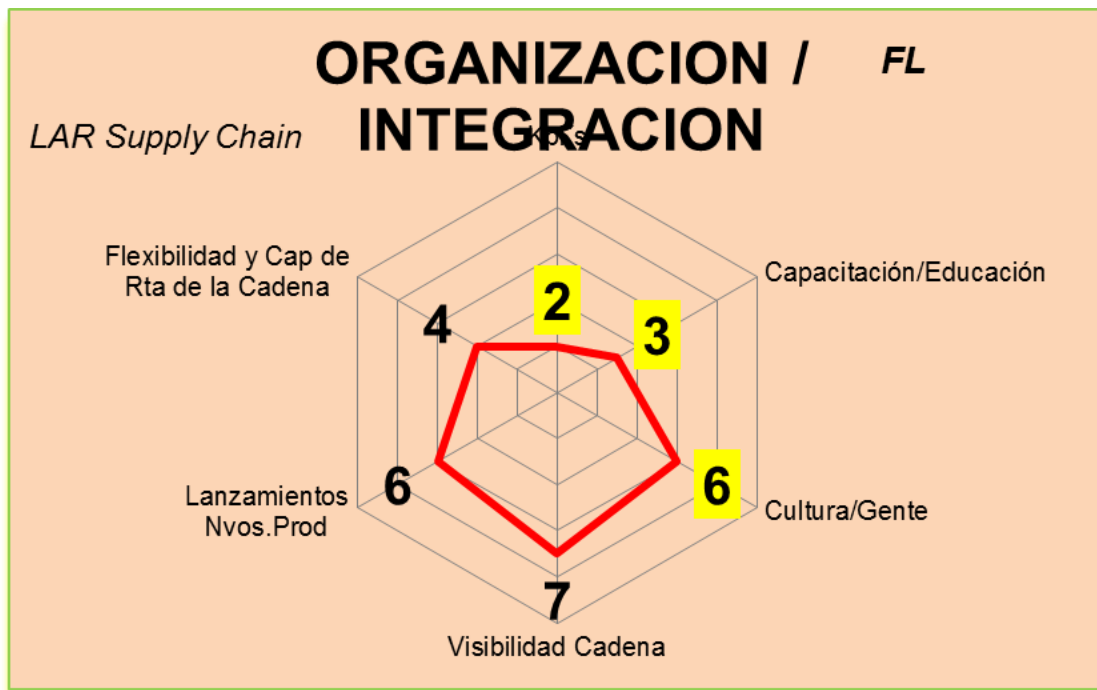 ORGANIZACION /
INTEGRACION
FL
LAR Supply Chain
Flexibilidad y Cap de
Rta de la Cadena
Capacitación/Educación
2
3
4
6
6
Lanzamientos
Nvos.Prod
Cultura/Gente
7
Visibilidad Cadena